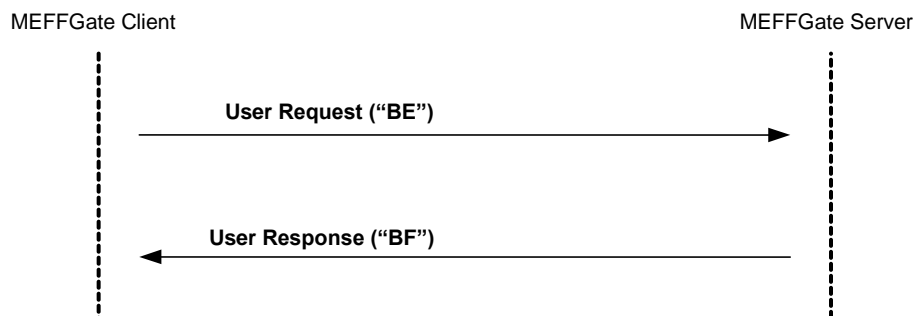 MEFFGate Client
MEFFGate Server
User Request (“BE”)
User Response (“BF”)